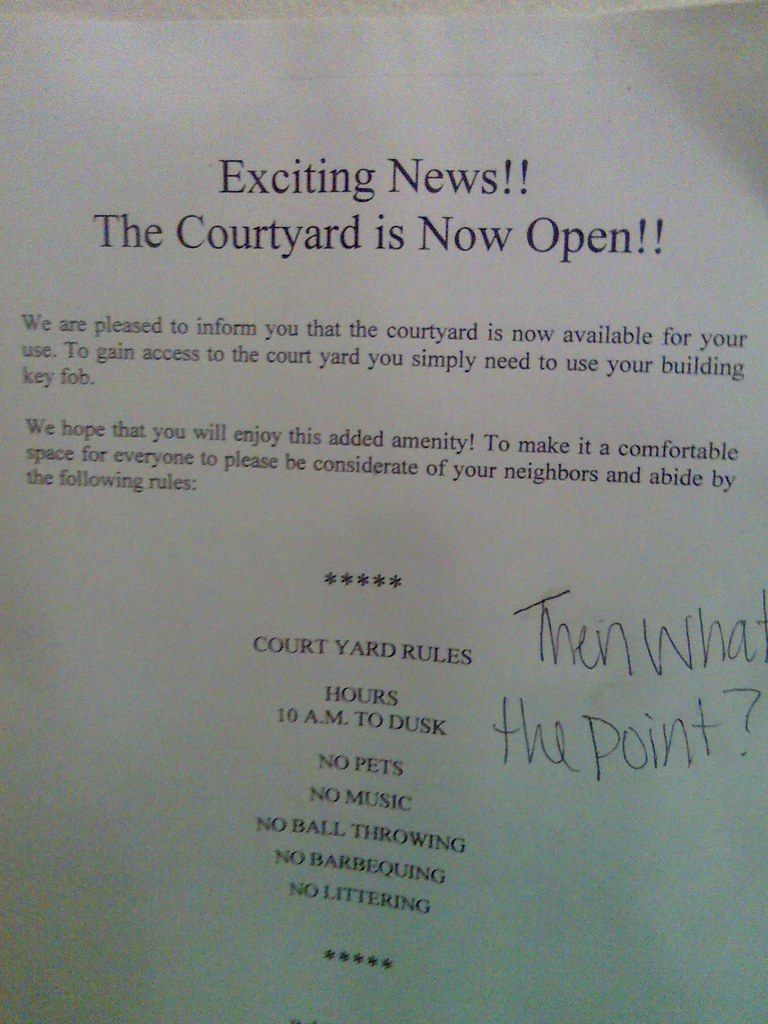 Exciting News!!
The Courtyard is Now Open!!
We are pleased to inform you that the courtyard is now available for your
use. To gain access to the court yard you simply need to use your building
key fob.
We hope that you will enjoy this added amenity! To make it a comfortable
space for everyone to please be considerate of your neighbors and abide by
the following rules:
*****
COURT YARD RULES
HOURS
10 A.M. TO DUSK
NO PETS
NO MUSIC
NO BALL THROWING
NO BARBEQUING
NO LITTERING
*****
Then what
the point?